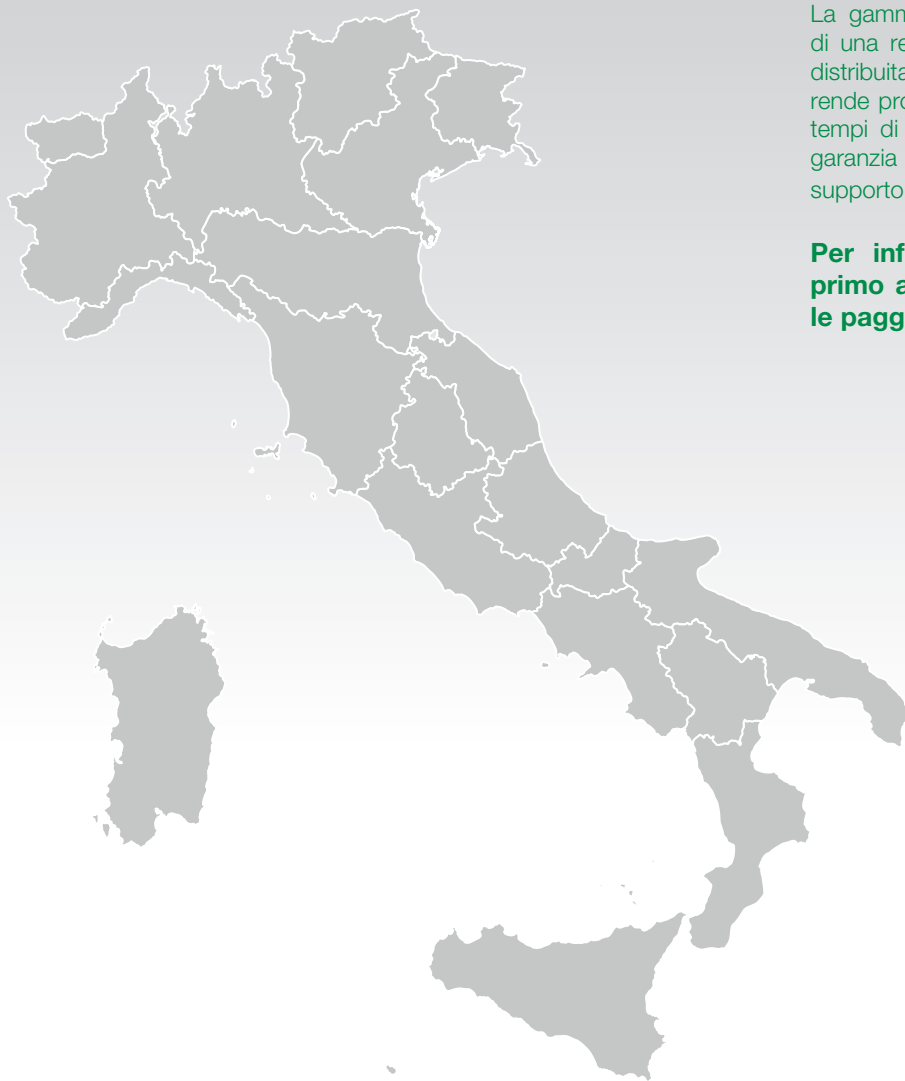 La gamm
di una re
distribuita
rende pro
tempi di
garanzia
supporto

Per inf
primo a
le pagg